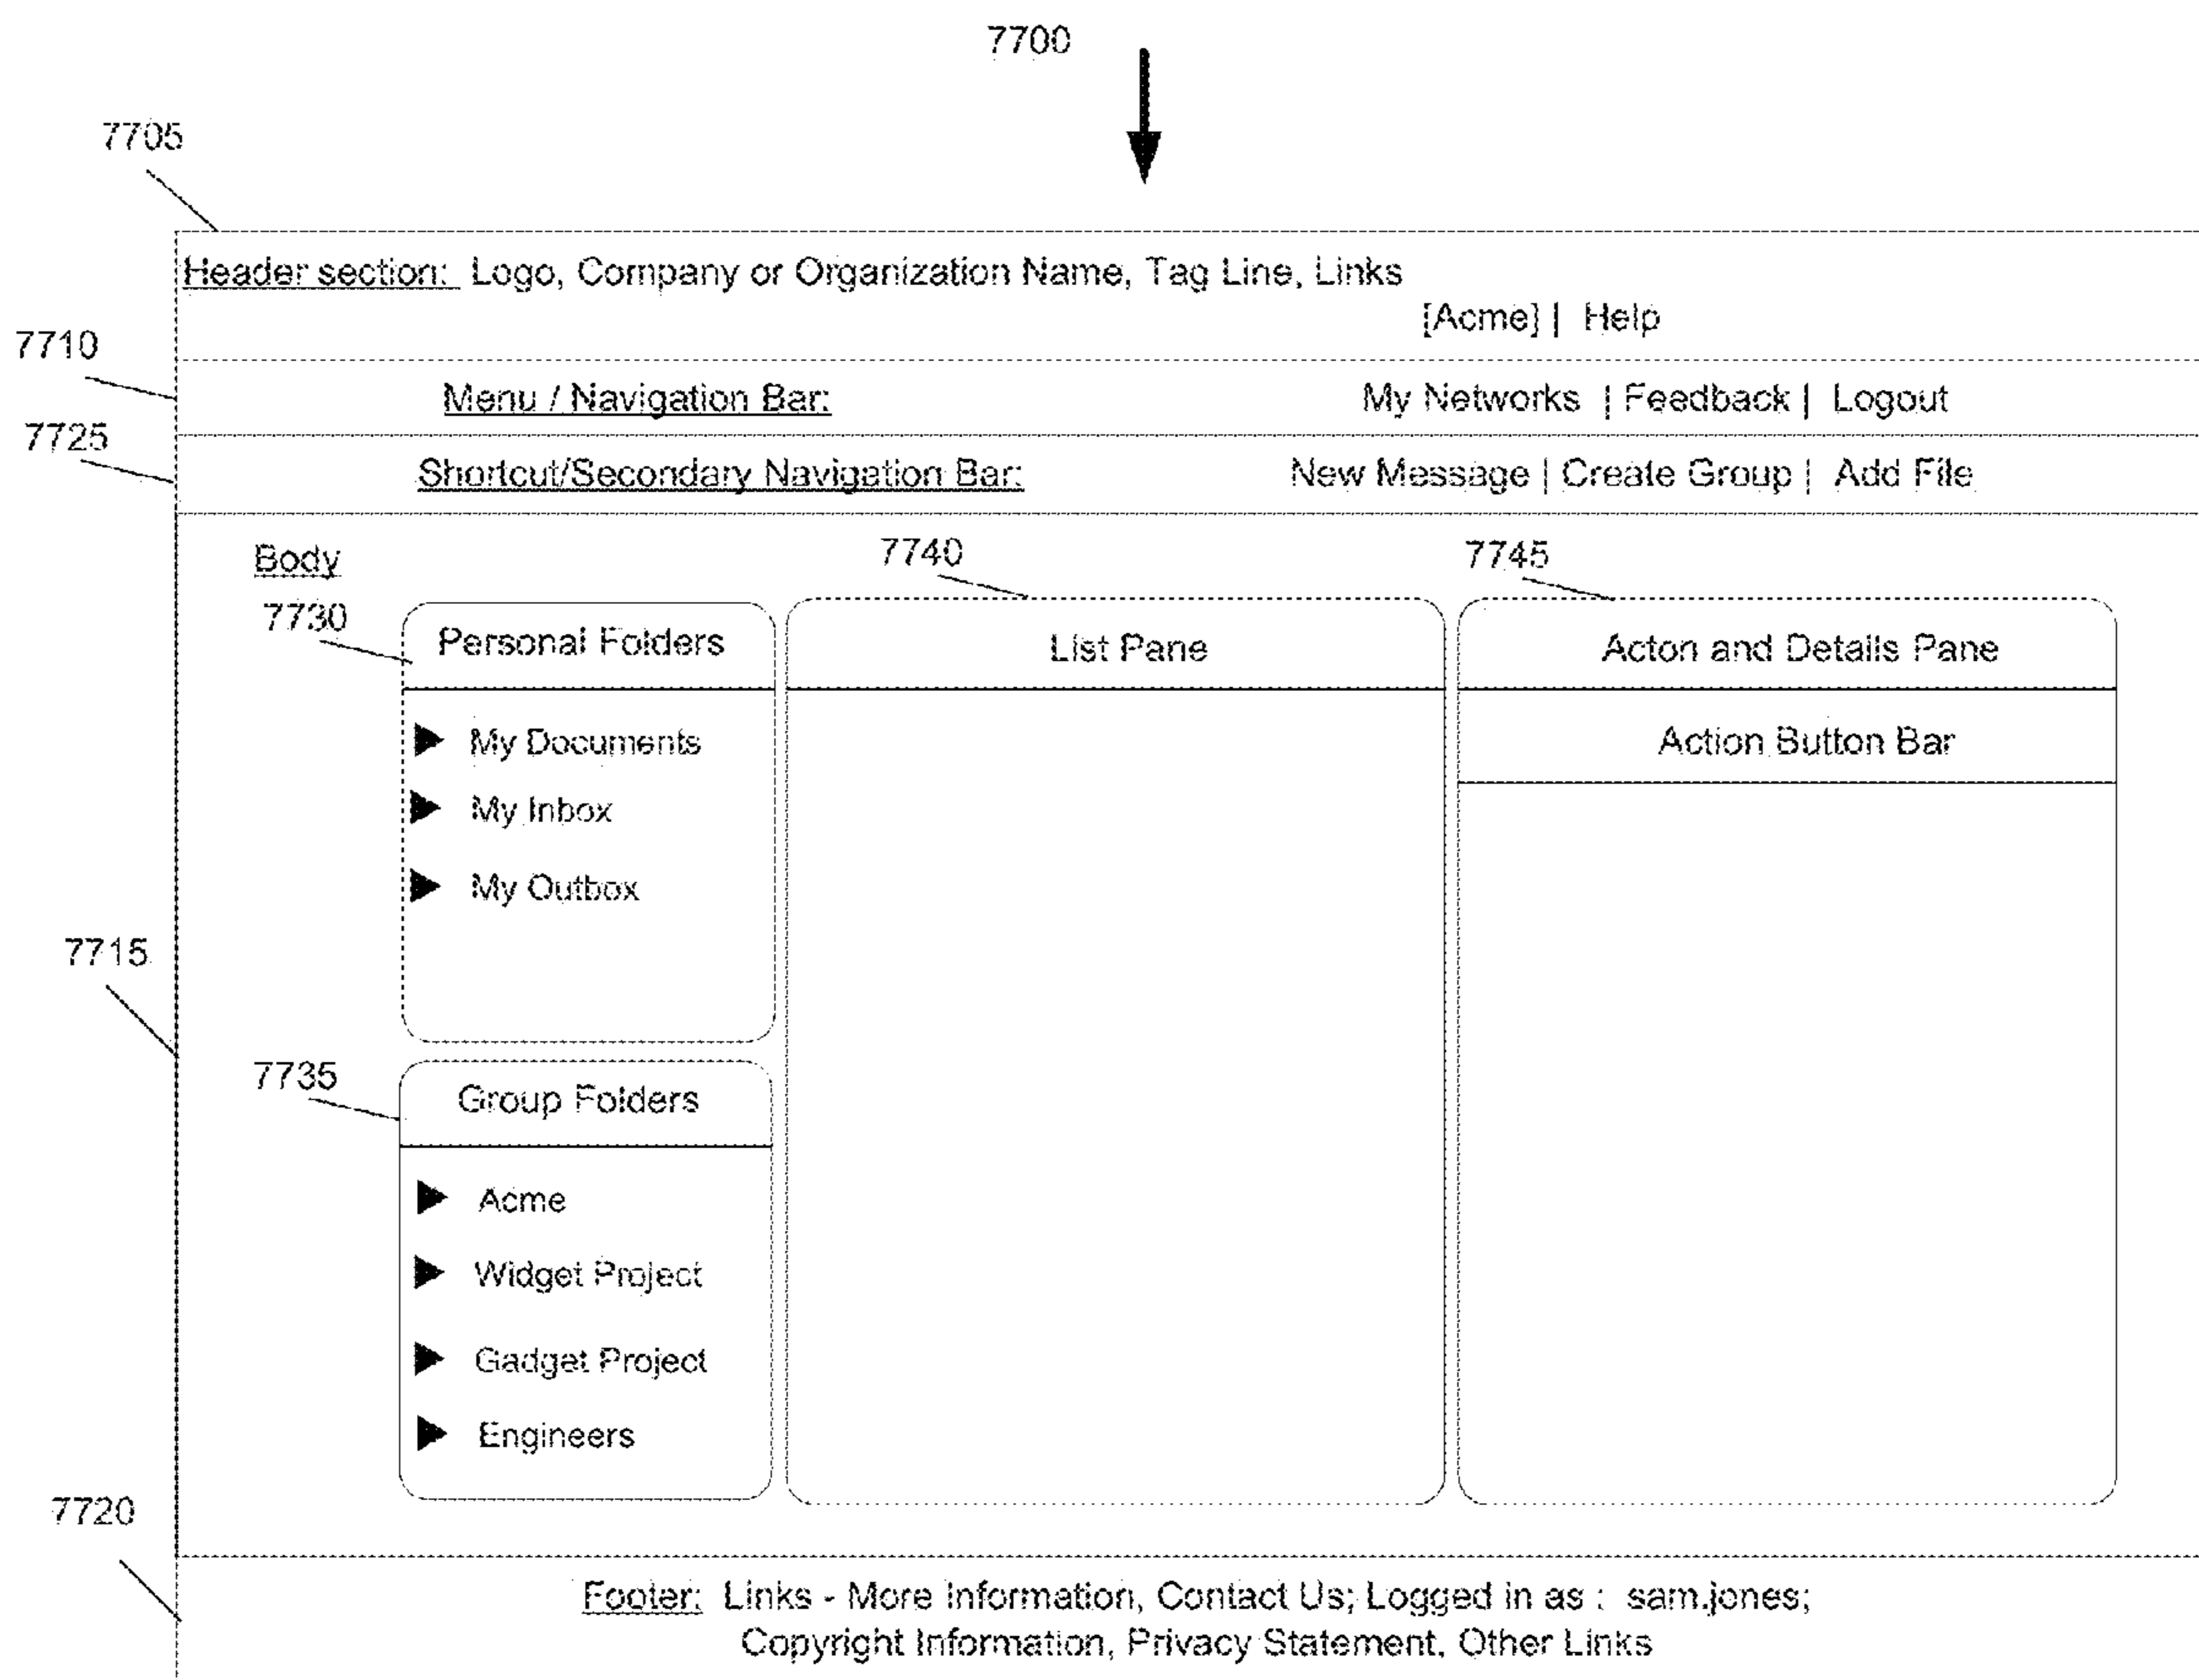 7700
7705
Header section: Logo, Company or Organization Name, Tag Line, Links
[Acme] | Help
7710
Menu / Navigation Bar: My Networks | Feedback | Logout
7725
Shortcut/Secondary Navigation Bar: New Message | Create Group | Add File
Body
7730
Personal Folders
My Documents
My Inbox
My Outbox
7715
7735
Group Folders
Acme
Widget Project
Gadget Project
Engineers
7740
List Pane
7745
Acton and Details Pane
Action Button Bar
7720
Footer: Links - More Information, Contact Us; Logged in as : sam.jones;
Copyright Information, Privacy Statement, Other Links